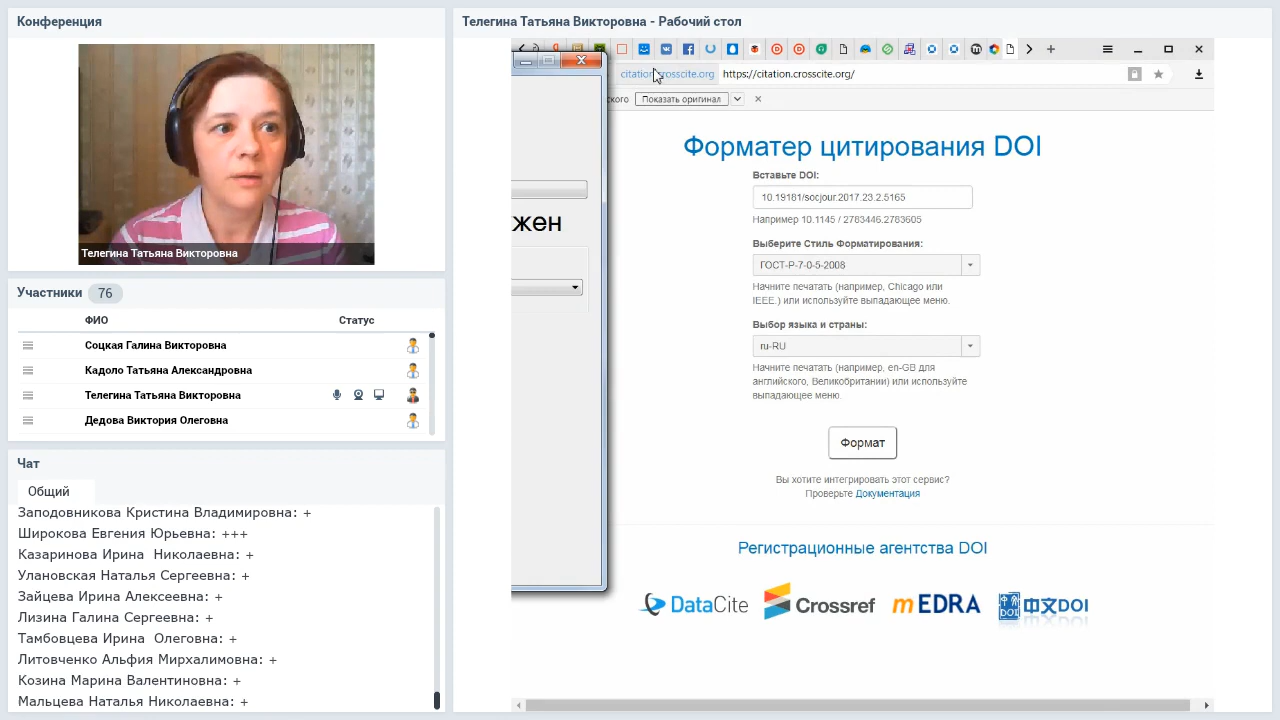 Конференция
Телегина Татьяна Викторовна
Участники 76
ФИО Статус
Соцкая Галина Викторовна
Кадоло Татьяна Александровна
Телегина Татьяна Викторовна
Дедова Виктория Олеговна
Чат
Общий
Заподовникова Кристина Владимировна: +
Широкова Евгения Юрьевна: +++
Казаринова Ирина Николаевна: +
Улановская Наталья Сергеевна: +
Зайцева Ирина Алексеевна: +
Лизина Галина Сергеевна: +
Тамбовцева Ирина Олеговна: +
Литовченко Альфия Мирхалимовна: +
Козина Марина Валентиновна: +
Мальцева Наталья Николаевна: +
Телегина Татьяна Викторовна - Рабочий стол
citation.crosscite.org https://citation.crosscite.org/
ского Показать оригинал
жен
Форматер цитирования DOI
Вставьте DOI:
10.19181/socjour.2017.23.2.5165
Например 10.1145 / 2783446.2783605
Выберите Стиль Форматирования:
ГОСТ-Р-7-0-5-2008
Начните печатать (например, Chicago или
IEEE.) или используйте выпадающее меню.
Выбор языка и страны:
ru-RU
Начните печатать (например, en-GB для
английского, Великобритании) или используйте
выпадающее меню.
Формат
Вы хотите интегрировать этот сервис?
Проверьте Документация
Регистрационные агентства DOI
DataCite Crossref mEDRA DOI 中文DOI